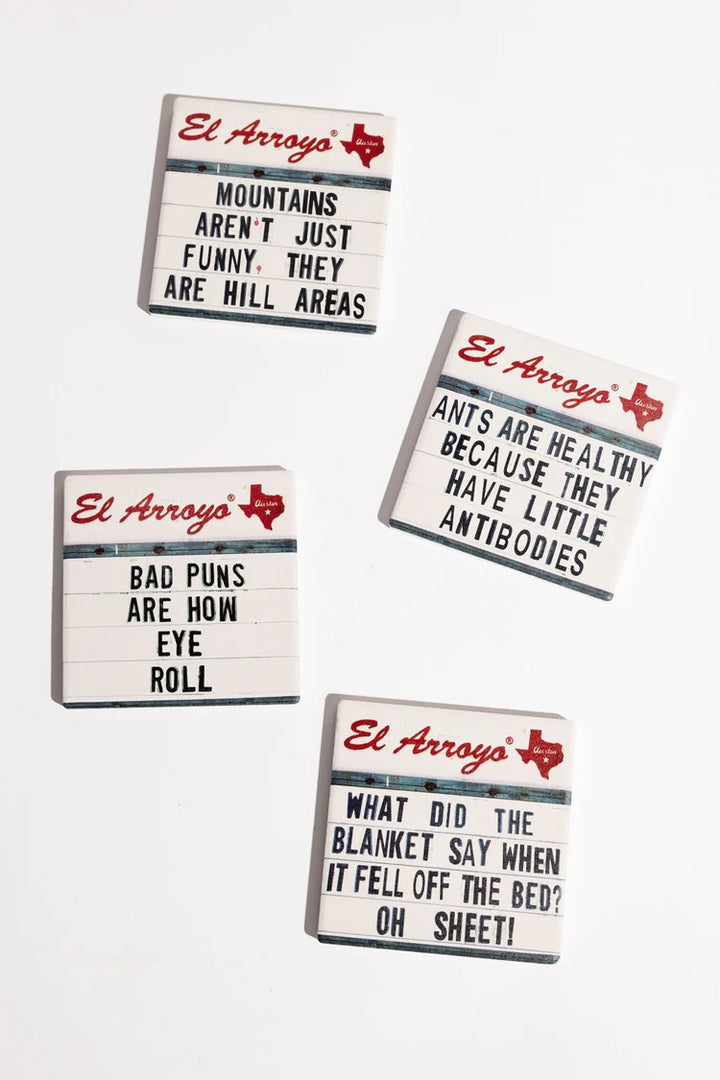 El Arroyo®
Austin
MOUNTAINS
AREN'T JUST
FUNNY, THEY
ARE HILL AREAS
El Arroyo®
Austin
ANTS ARE HEALTHY
BECAUSE THEY
HAVE LITTLE
ANTIBODIES
El Arroyo®
Austin
BAD PUNS
ARE HOW
EYE
ROLL
El Arroyo®
Austin
WHAT DID THE
BLANKET SAY WHEN
IT FELL OFF THE BED?
OH SHEET!